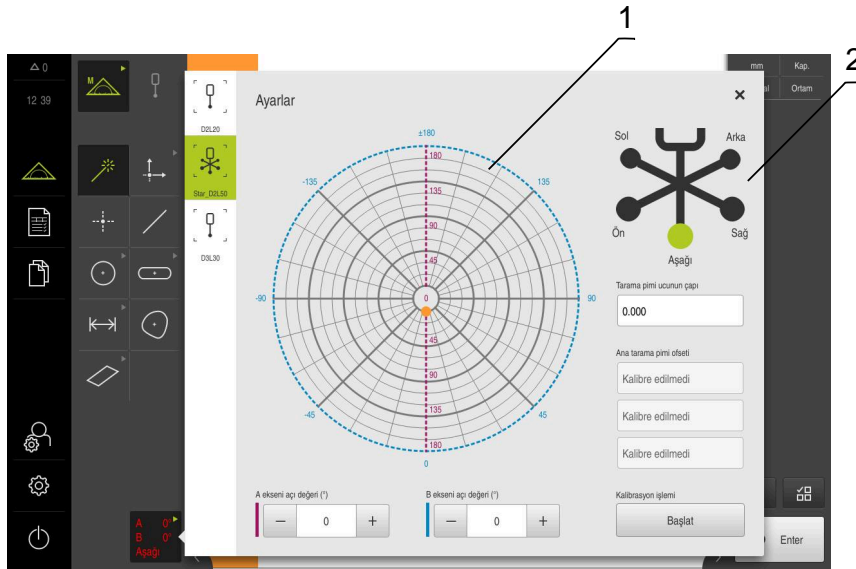 1
2
0
12 39
M
D2L20
Star_D2L50
D3L30
Ayarlar
±180
180
-135
135
135
90
45
-90
0
90
45
90
-45
135
45
180
0
A ekseni açı değeri (°)
0
B ekseni açı değeri (°)
0
Sol
Arka
Ön
Sağ
Aşağı
Tarama pimi ucunun çapı
0.000
Ana tarama pimi ofseti
Kalibre edilmedi
Kalibre edilmedi
Kalibre edilmedi
Kalibrasyon işlemi
Başlat
mm
Kap.
Ortam
Enter
A 0°
B 0°
Aşağı